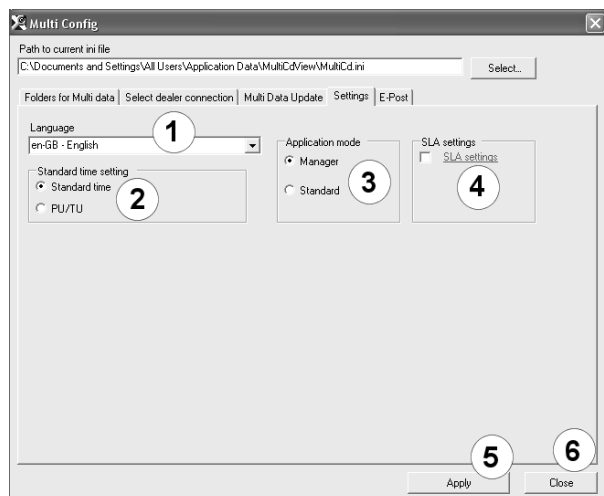 Multi Config
Path to current ini file
C:\Documents and Settings\All Users\Application Data\MultiCdView\MultiCd.ini
Select...
Folders for Multi data
Select dealer connection
Multi Data Update
Settings
E-Post
Language
1
en-GB - English
Standard time setting
Standard time
2
PU/TU
Application mode
Manager
3
Standard
SLA settings
SLA settings
4
5
6
Apply
Close